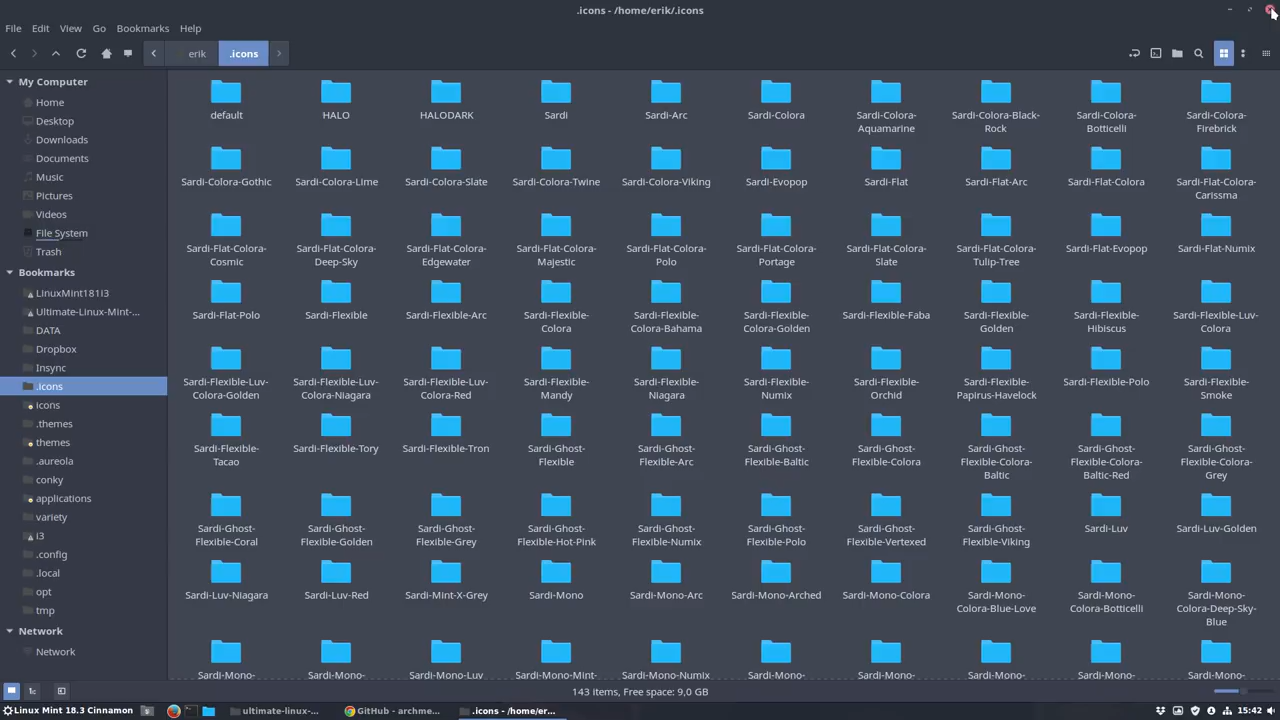 .icons - /home/erik/.icons
File Edit View Go Bookmarks Help
erik .icons
My Computer
Home
Desktop
Downloads
Documents
Music
Pictures
Videos
File System
Trash
Bookmarks
LinuxMint181i3
Ultimate-Linux-Mint-...
DATA
Dropbox
Insync
.icons
icons
.themes
themes
.aureola
conky
applications
variety
i3
.config
.local
opt
tmp
Network
Network
default HALO HALODARK Sardi Sardi-Arc Sardi-Colora Sardi-Colora- Sardi-Colora-Black- Sardi-Colora- Sardi-Colora-
Aquamarine Rock Botticelli Firebrick
Sardi-Colora-Gothic Sardi-Colora-Lime Sardi-Colora-Slate Sardi-Colora-Twine Sardi-Colora-Viking Sardi-Evopop Sardi-Flat Sardi-Flat-Arc Sardi-Flat-Colora Sardi-Flat-Colora-
Carissma
Sardi-Flat-Colora- Sardi-Flat-Colora- Sardi-Flat-Colora- Sardi-Flat-Colora- Sardi-Flat-Colora- Sardi-Flat-Colora- Sardi-Flat-Colora- Sardi-Flat-Colora- Sardi-Flat-Evopop Sardi-Flat-Numix
Cosmic Deep-Sky Edgewater Majestic Polo Portage Slate Tulip-Tree
Sardi-Flat-Polo Sardi-Flexible Sardi-Flexible-Arc Sardi-Flexible- Sardi-Flexible- Sardi-Flexible- Sardi-Flexible-Faba Sardi-Flexible- Sardi-Flexible- Sardi-Flexible-Luv-
Colora Colora-Bahama Colora-Golden Golden Hibiscus Colora
Sardi-Flexible-Luv- Sardi-Flexible-Luv- Sardi-Flexible-Luv- Sardi-Flexible- Sardi-Flexible- Sardi-Flexible- Sardi-Flexible- Sardi-Flexible- Sardi-Flexible-Polo Sardi-Flexible-
Colora-Golden Colora-Niagara Colora-Red Mandy Niagara Numix Orchid Papirus-Havelock Smoke
Sardi-Flexible- Sardi-Flexible-Tory Sardi-Flexible-Tron Sardi-Ghost- Sardi-Ghost- Sardi-Ghost- Sardi-Ghost- Sardi-Ghost- Sardi-Ghost- Sardi-Ghost-
Tacao Flexible Flexible-Arc Flexible-Baltic Flexible-Colora Flexible-Colora- Flexible-Colora- Flexible-Colora-
Baltic Baltic-Red Grey
Sardi-Ghost- Sardi-Ghost- Sardi-Ghost- Sardi-Ghost- Sardi-Ghost- Sardi-Ghost- Sardi-Ghost- Sardi-Ghost- Sardi-Luv Sardi-Luv-Golden
Flexible-Coral Flexible-Golden Flexible-Grey Flexible-Hot-Pink Flexible-Numix Flexible-Polo Flexible-Vertexed Flexible-Viking
Sardi-Luv-Niagara Sardi-Luv-Red Sardi-Mint-X-Grey Sardi-Mono Sardi-Mono-Arc Sardi-Mono-Arched Sardi-Mono-Colora Sardi-Mono- Sardi-Mono- Sardi-Mono-
Colora-Blue-Love Colora-Botticelli Colora-Deep-Sky-
Blue
Sardi-Mono- Sardi-Mono- Sardi-Mono-Luv Sardi-Mono-Mint- Sardi-Mono-Numix Sardi-Mono- Sardi-Mono- Sardi-Mono- Sardi-Mono- Sardi-Mono-
143 items, Free space: 9,0 GB
Linux Mint 18.3 Cinnamon ultimate-linux-... GitHub - archme... .icons - /home/er... 15:42